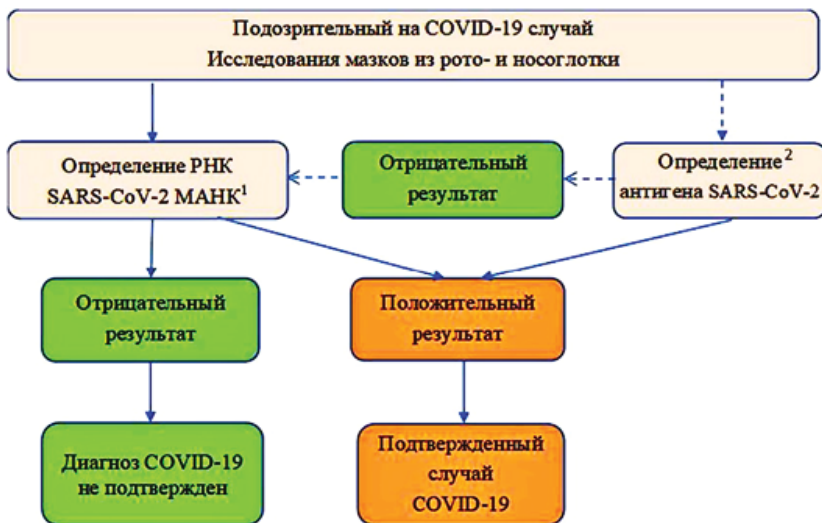 Подозрительный на COVID-19 случай
Исследования мазков из рото- и носоглотки
Определение РНК
SARS-CoV-2 МАНК¹
Отрицательный
результат
Определение²
антигена SARS-CoV-2
Отрицательный
результат
Положительный
результат
Диагноз COVID-19
не подтвержден
Подтвержденный
случай
COVID-19